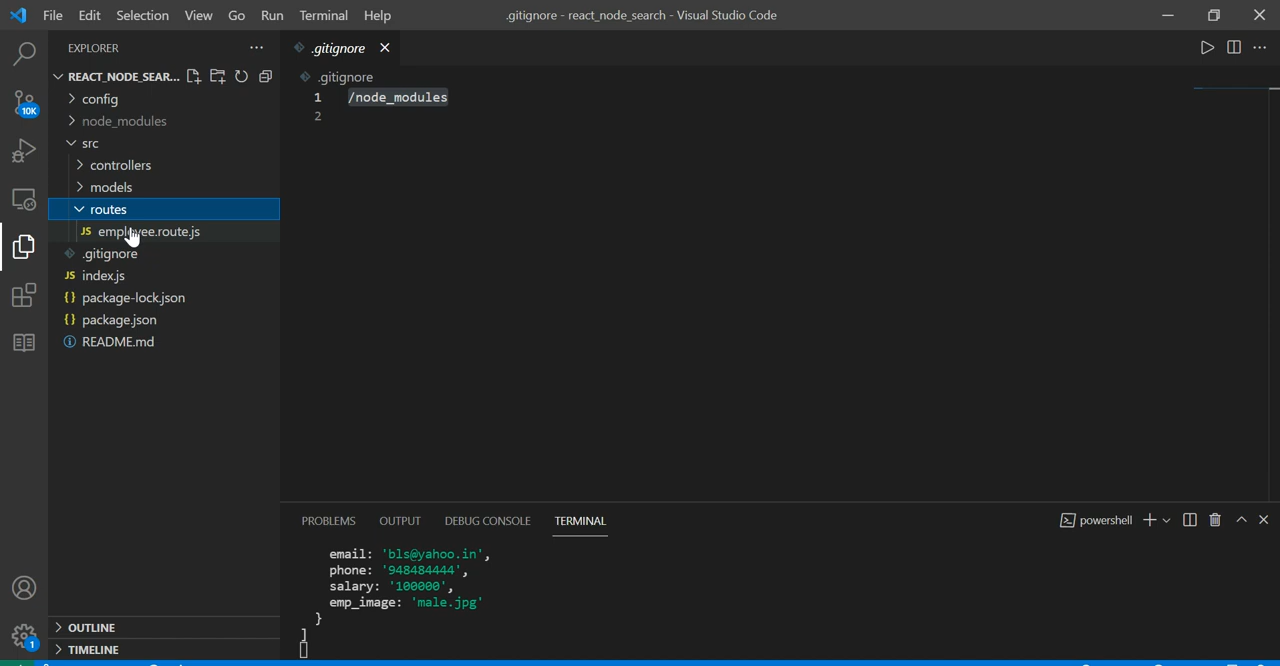 File Edit Selection View Go Run Terminal Help
.gitignore - react_node_search - Visual Studio Code
EXPLORER
.gitignore
REACT_NODE_SEAR...
.gitignore
config
1 /node_modules
2
node_modules
10K
src
controllers
models
routes
JS employee.route.js
.gitignore
JS index.js
{} package-lock.json
{} package.json
README.md
PROBLEMS OUTPUT DEBUG CONSOLE TERMINAL
powershell
email: 'bls@yahoo.in',
phone: '948484444',
salary: '100000',
emp_image: 'male.jpg'
}
]
OUTLINE
1
TIMELINE